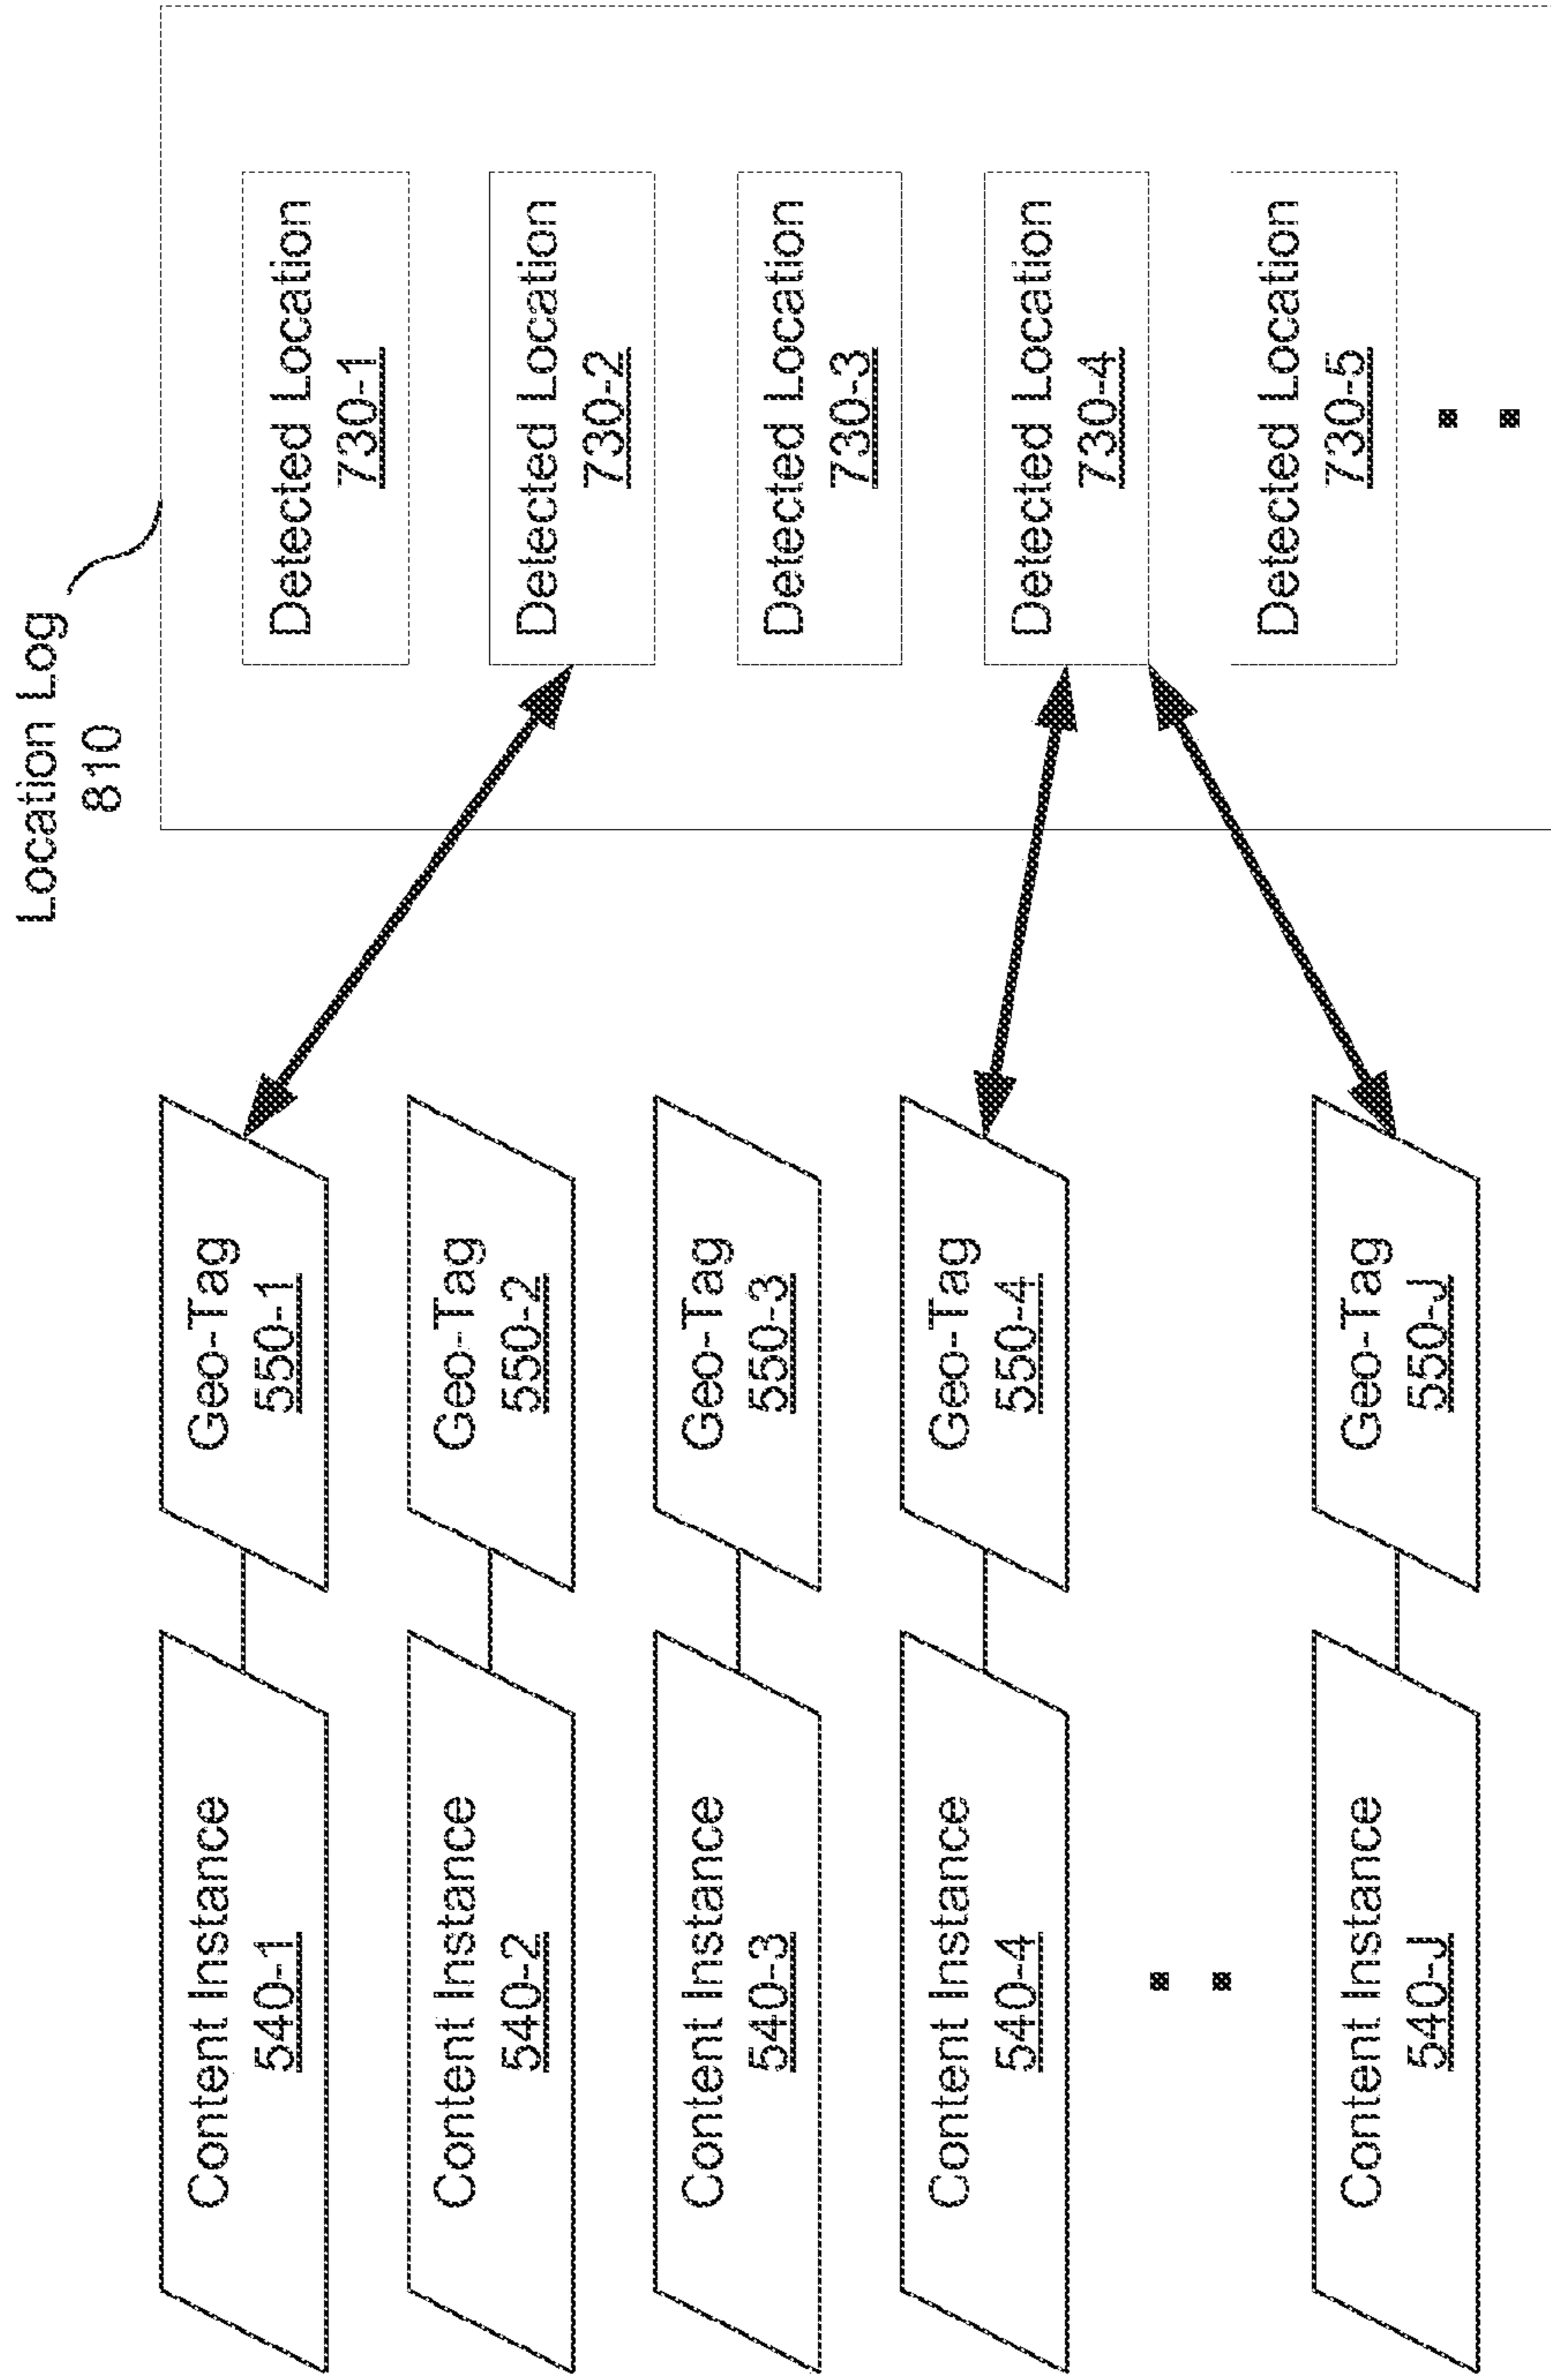 Location Log
810
Content Instance
540-1
Geo-Tag
550-1
Detected Location
730-1
Content Instance
540-2
Geo-Tag
550-2
Detected Location
730-2
Content Instance
540-3
Geo-Tag
550-3
Detected Location
730-3
Content Instance
540-4
Geo-Tag
550-4
Detected Location
730-4
Detected Location
730-5
Content Instance
540-J
Geo-Tag
550-J